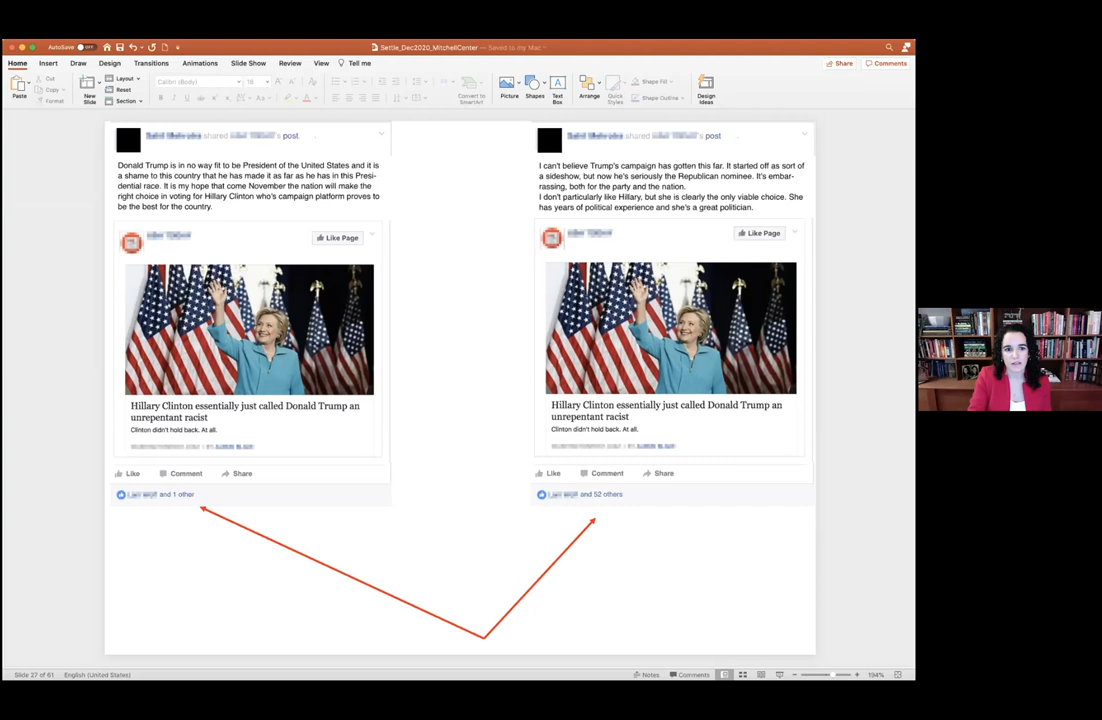 AutoSave OFF
Settle_Dec2020_MitchellCenter — Saved to my Mac
Home Insert Draw Design Transitions Animations Slide Show Review View Tell me
Share Comments
Paste
Cut
Copy
Format
New Slide
Layout
Reset
Section
Calibri (Body) 18
Convert to SmartArt
Picture
Shapes
Text Box
Arrange
Quick Styles
Shape Fill
Shape Outline
Design Ideas
shared 's post.
Donald Trump is in no way fit to be President of the United States and it is
a shame to this country that he has made it as far as he has in this Presi-
dential race. It is my hope that come November the nation will make the
right choice in voting for Hillary Clinton who's campaign platform proves to
be the best for the country.
Like Page
Hillary Clinton essentially just called Donald Trump an
unrepentant racist
Clinton didn't hold back. At all.
Like Comment Share
and 1 other
shared 's post
I can't believe Trump's campaign has gotten this far. It started off as sort of
a sideshow, but now he's seriously the Republican nominee. It's embar-
rassing, both for the party and the nation.
I don't particularly like Hillary, but she is clearly the only viable choice. She
has years of political experience and she's a great politician.
Like Page
Hillary Clinton essentially just called Donald Trump an
unrepentant racist
Clinton didn't hold back. At all.
Like Comment Share
and 52 others
Slide 27 of 61 English (United States)
Notes Comments 194%